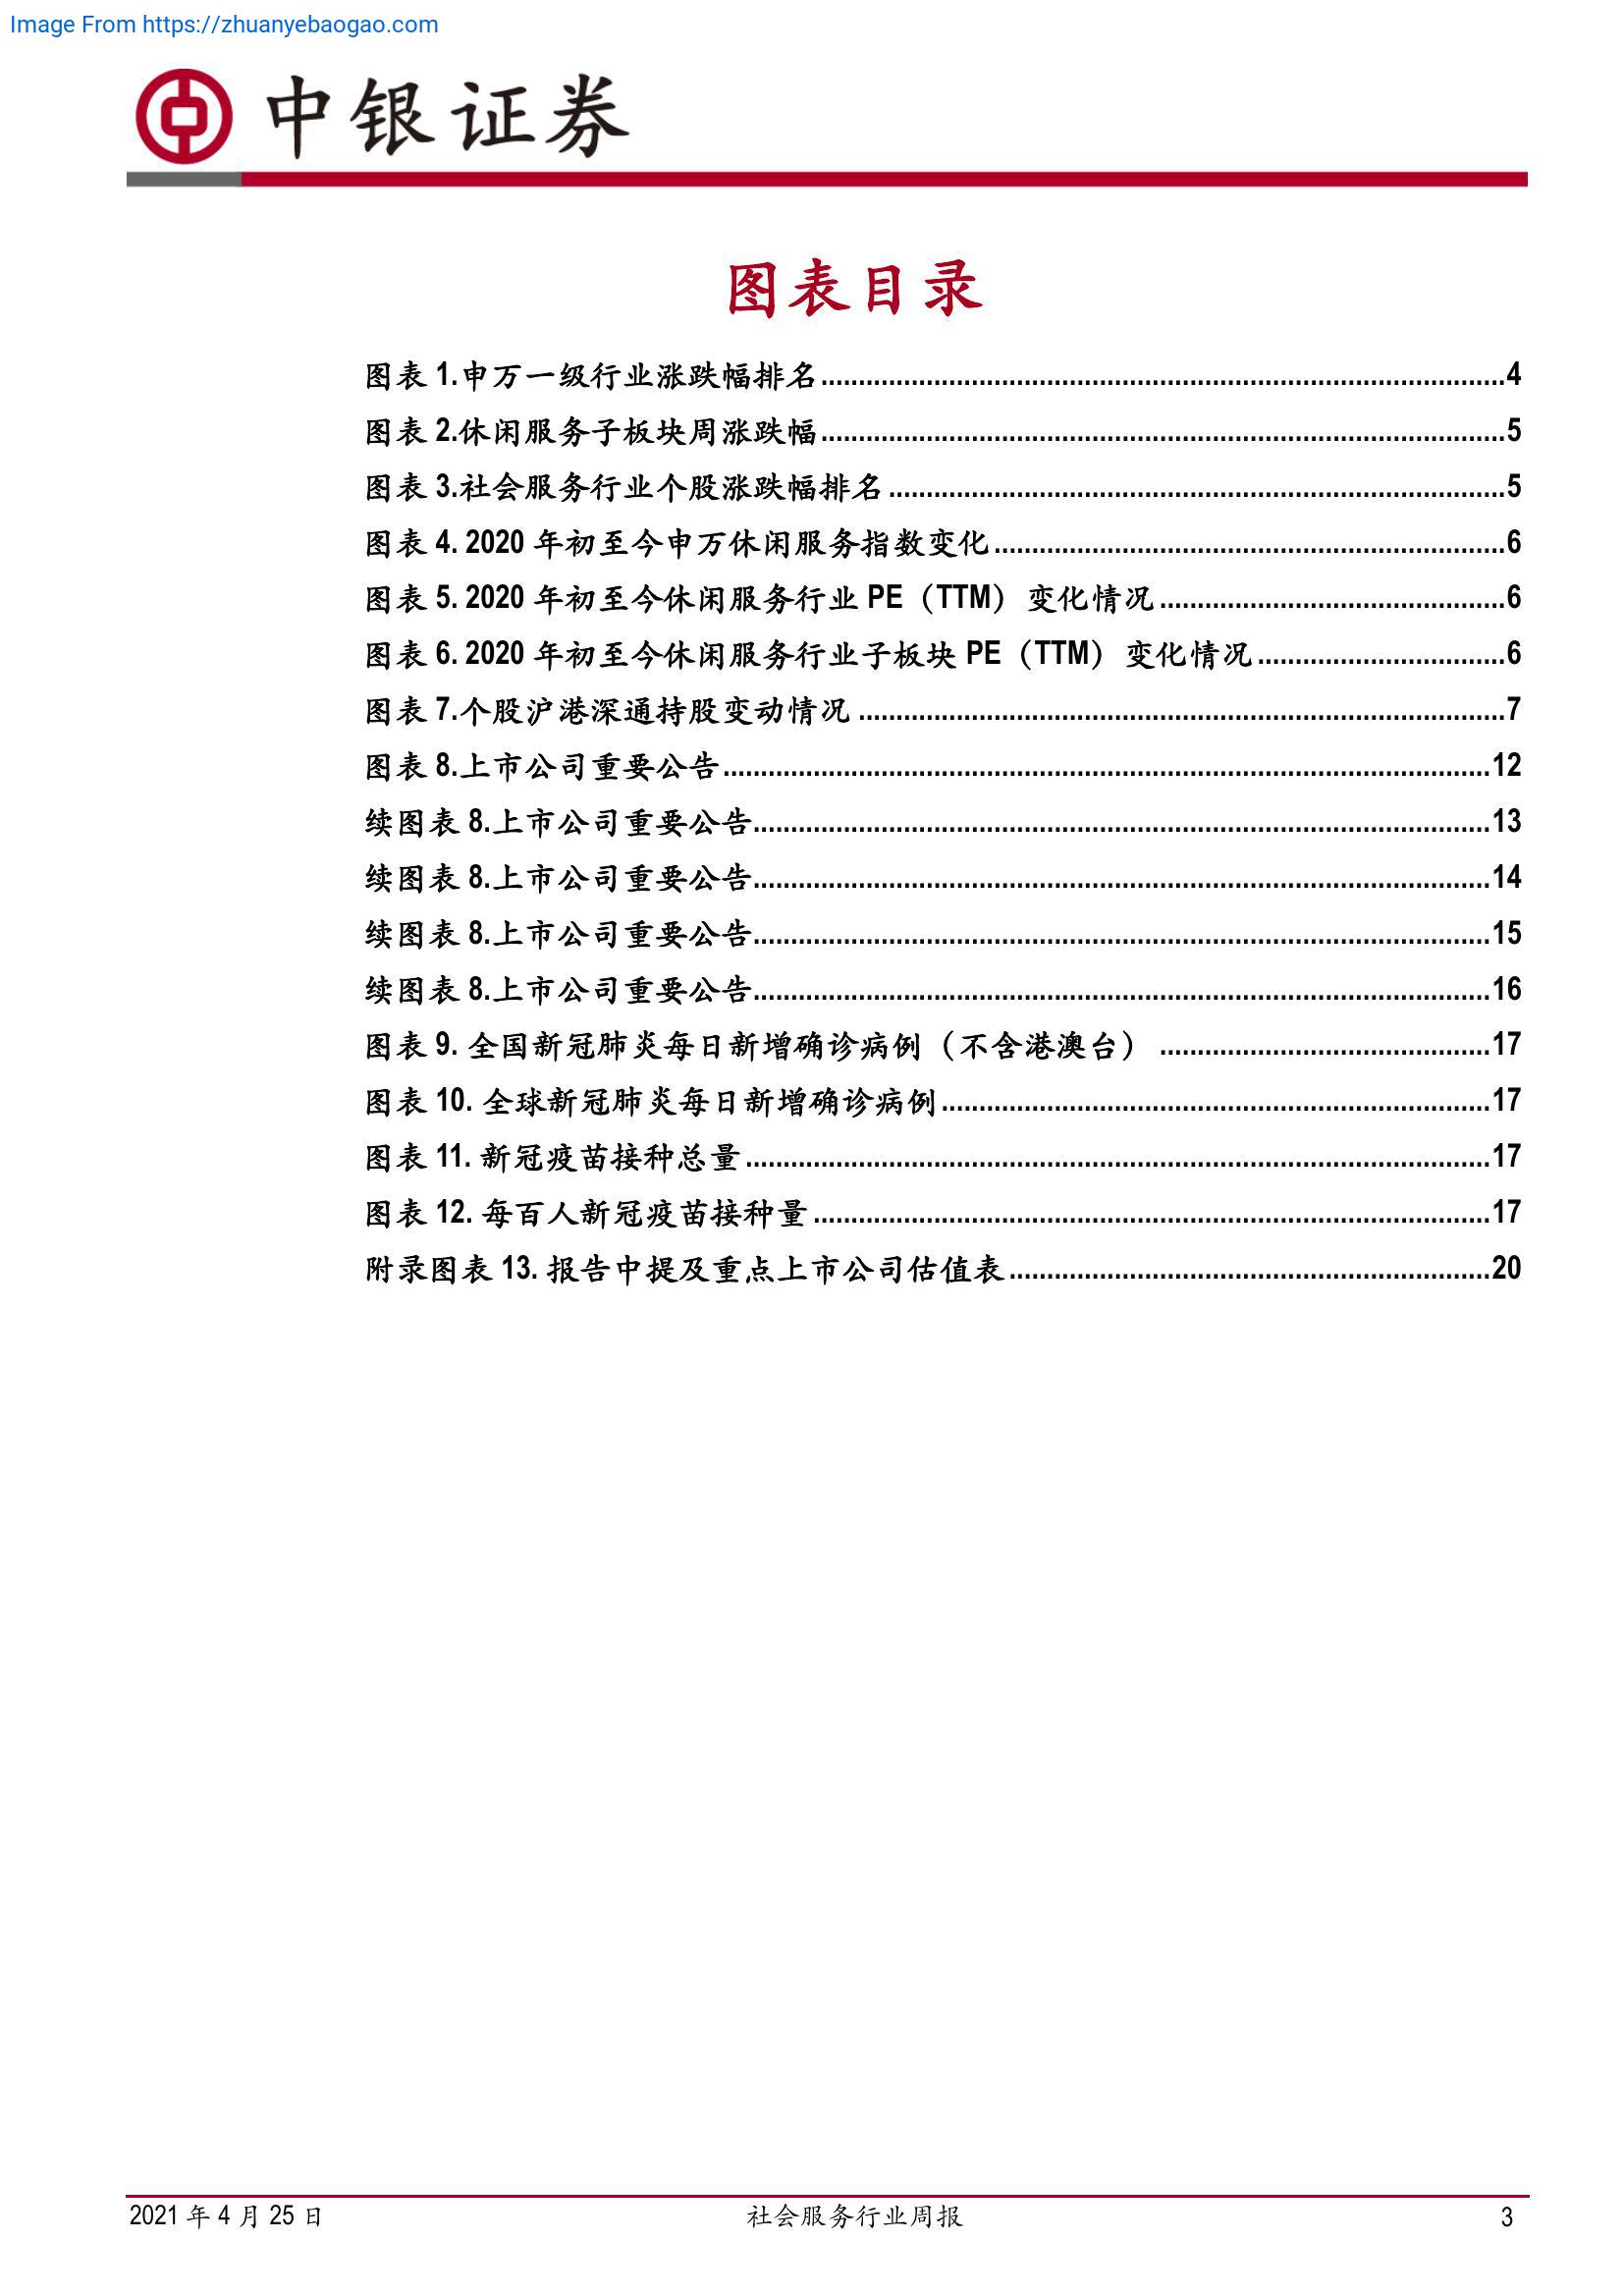 Image From https://zhuanyebaogao.com
中银证券
图表目录
图表 1.申万一级行业涨跌幅排名....................4
图表 2.休闲服务子板块周涨跌幅....................5
图表 3.社会服务行业个股涨跌幅排名....................5
图表 4. 2020 年初至今申万休闲服务指数变化....................6
图表 5. 2020 年初至今休闲服务行业 PE（TTM）变化情况....................6
图表 6. 2020 年初至今休闲服务行业子板块 PE（TTM）变化情况....................6
图表 7.个股沪港深通持股变动情况....................7
图表 8.上市公司重要公告....................12
续图表 8.上市公司重要公告....................13
续图表 8.上市公司重要公告....................14
续图表 8.上市公司重要公告....................15
续图表 8.上市公司重要公告....................16
图表 9. 全国新冠肺炎每日新增确诊病例（不含港澳台）....................17
图表 10. 全球新冠肺炎每日新增确诊病例....................17
图表 11. 新冠疫苗接种总量....................17
图表 12. 每百人新冠疫苗接种量....................17
附录图表 13. 报告中提及重点上市公司估值表....................20
2021 年 4 月 25 日 社会服务行业周报 3